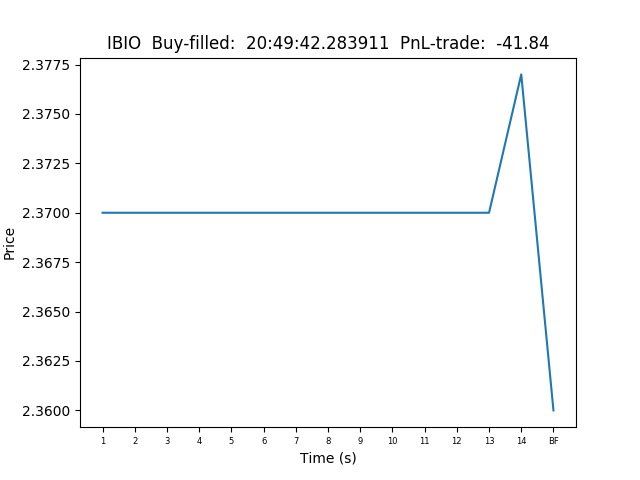 IBIO  Buy-filled:  20:49:42.283911  PnL-trade:  -41.84
2.3775
2.3750
2.3725
2.3700
2.3675
2.3650
2.3625
2.3600
Price
1 2 3 4 5 6 7 8 9 10 11 12 13 14 BF
Time (s)